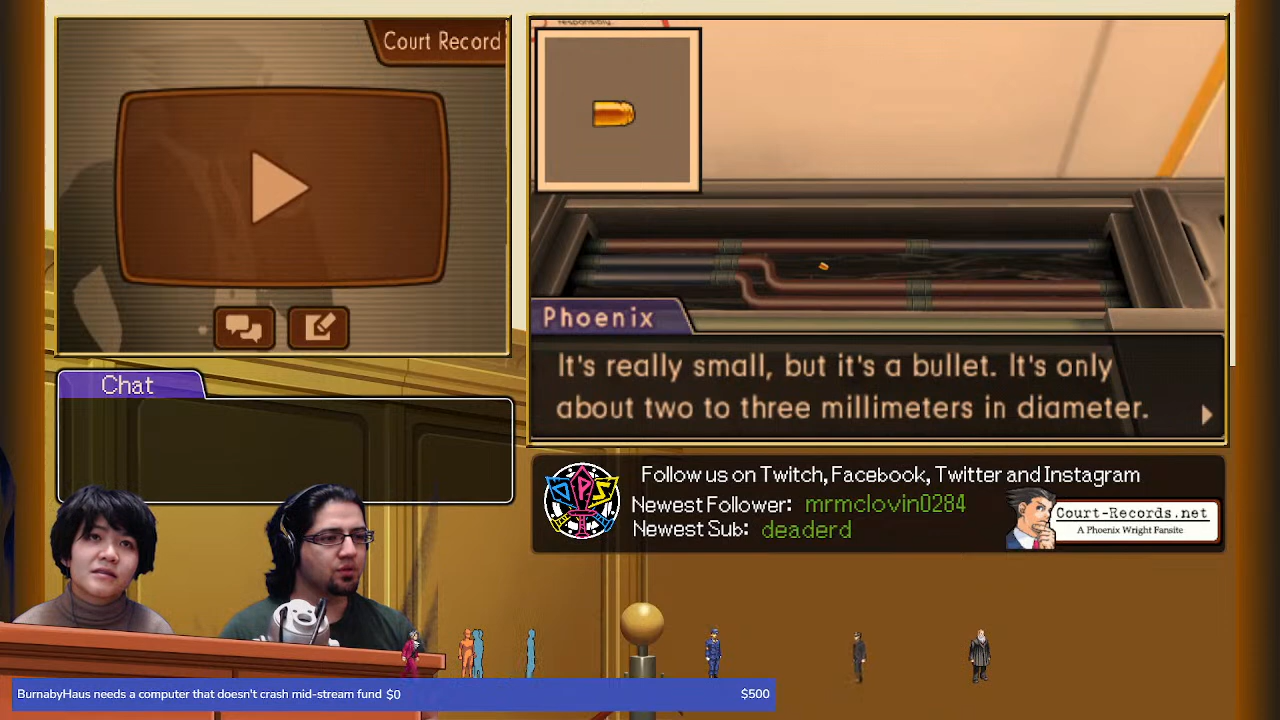 responsibly.
Court Record
Phoenix
It's really small, but it's a bullet. It's only
about two to three millimeters in diameter.
Chat
Follow us on Twitch, Facebook, Twitter and Instagram
Newest Follower: mrmclovin0284
Newest Sub: deaderd
OPS
Court-Records.net
A Phoenix Wright Fansite
BurnabyHaus needs a computer that doesn't crash mid-stream fund $0
$500